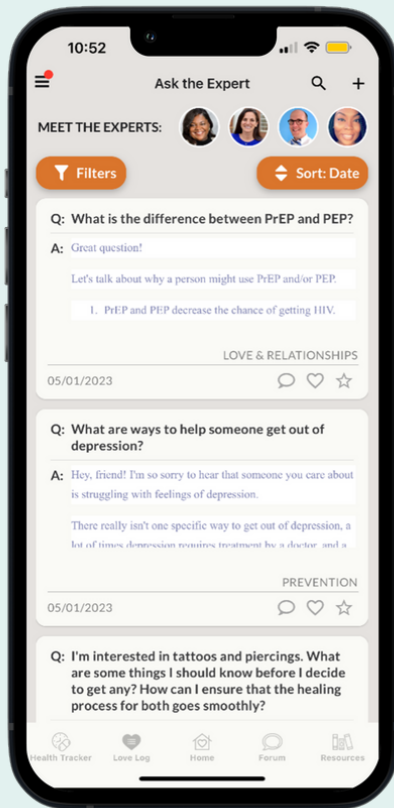 10:52
Ask the Expert
MEET THE EXPERTS:
Filters
Sort: Date
Q: What is the difference between PrEP and PEP?
A: Great question!
Let's talk about why a person might use PrEP and/or PEP.
1. PrEP and PEP decrease the chance of getting HIV.
LOVE & RELATIONSHIPS
05/01/2023
Q: What are ways to help someone get out of
depression?
A: Hey, friend! I'm so sorry to hear that someone you care about
is struggling with feelings of depression.
There really isn't one specific way to get out of depression, a
lot of times depression requires treatment by a doctor, and a
PREVENTION
05/01/2023
Q: I'm interested in tattoos and piercings. What
are some things I should know before I decide
to get any? How can I ensure that the healing
process for both goes smoothly?
Health Tracker
Love Log
Home
Forum
Resources